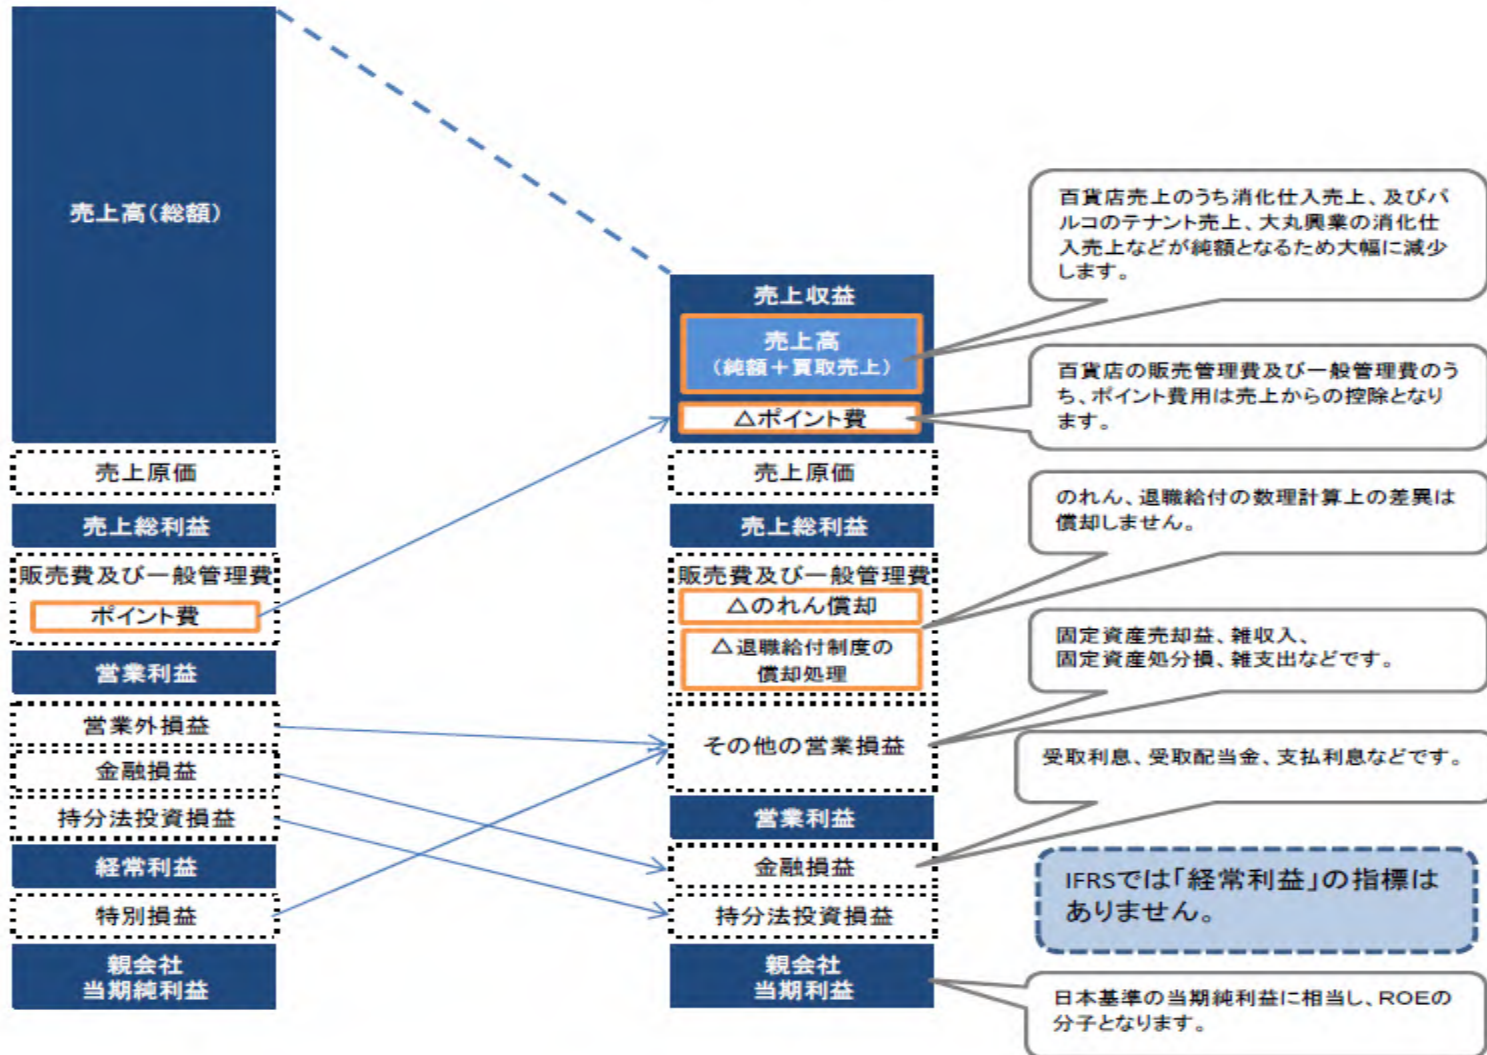 売上高(総額)
売上原価
売上総利益
販売費及び一般管理費
ポイント費
営業利益
営業外損益
金融損益
持分法投資損益
経常利益
特別損益
親会社
当期純利益
売上収益
売上高
(純額+買取売上)
△ポイント費
売上原価
売上総利益
販売費及び一般管理費
△のれん償却
△退職給付制度の
償却処理
その他の営業損益
営業利益
金融損益
持分法投資損益
親会社
当期利益
百貨店売上のうち消化仕入売上、及びパ
ルコのテナント売上、大丸興業の消化仕
入売上などが純額となるため大幅に減少
します。
百貨店の販売管理費及び一般管理費のう
ち、ポイント費用は売上からの控除となり
ます。
のれん、退職給付の数理計算上の差異は
償却しません。
固定資産売却益、雑収入、
固定資産処分損、雑支出などです。
受取利息、受取配当金、支払利息などです。
IFRSでは「経常利益」の指標は
ありません。
日本基準の当期純利益に相当し、ROEの
分子となります。